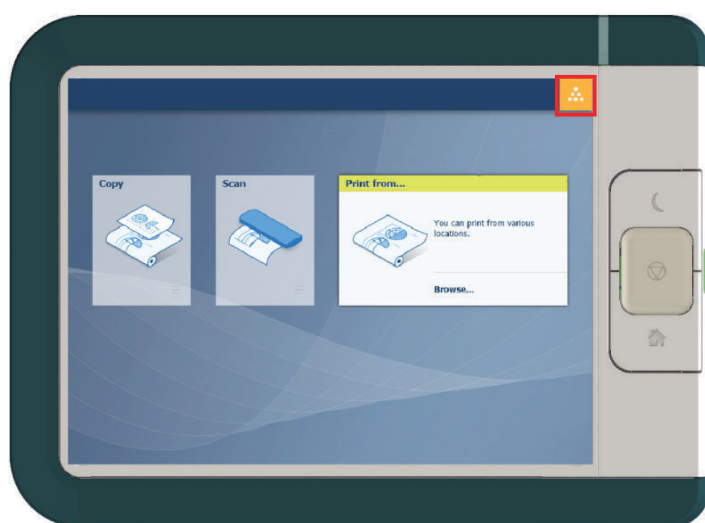 Copy
Scan
Print from...
You can print from various
locations.
Browse...